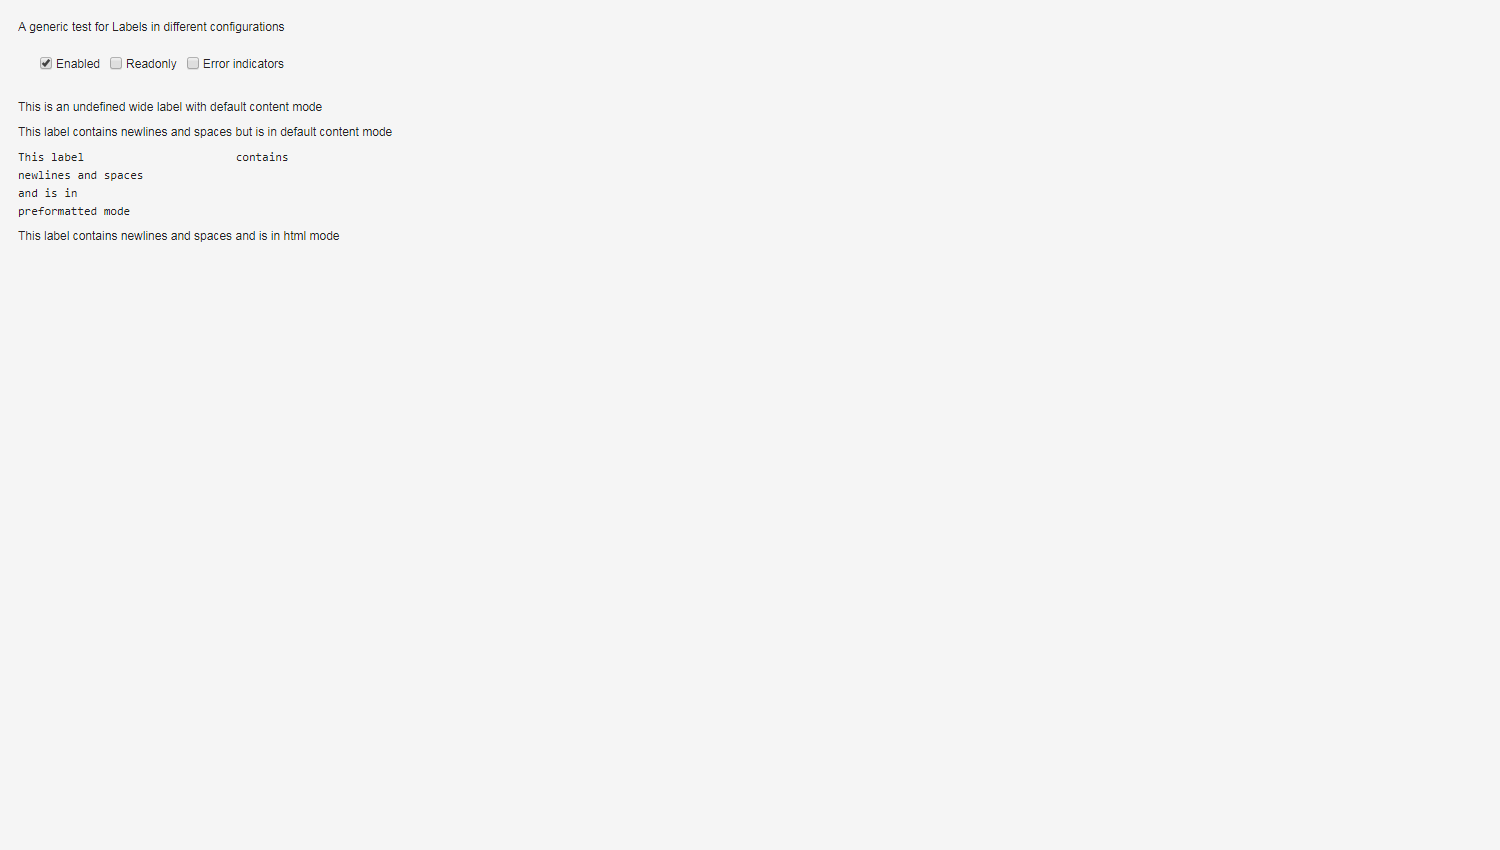 A generic test for Labels in different configurations
Enabled Readonly Error indicators
This is an undefined wide label with default content mode
This label contains newlines and spaces but is in default content mode
This label                       contains
newlines and spaces
and is in
preformatted mode
This label contains newlines and spaces and is in html mode